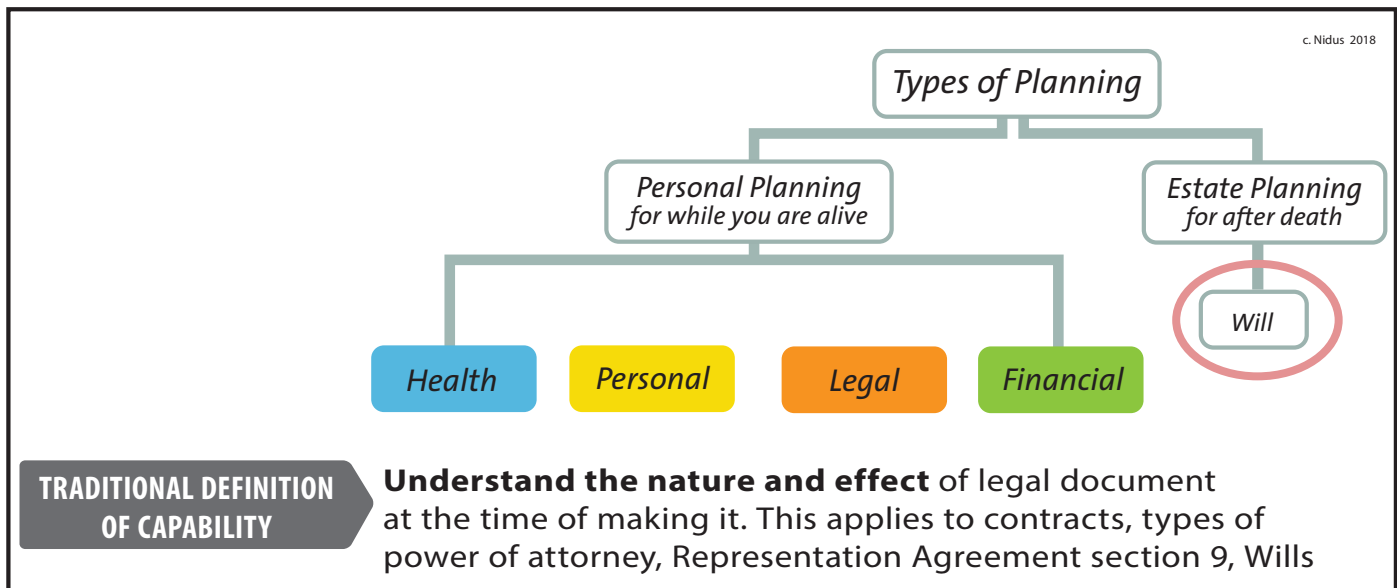 c. Nidus 2018
Types of Planning
Personal Planning
for while you are alive
Estate Planning
for after death
Will
Health
Personal
Legal
Financial
TRADITIONAL DEFINITION
OF CAPABILITY
Understand the nature and effect of legal document
at the time of making it. This applies to contracts, types of
power of attorney, Representation Agreement section 9, Wills